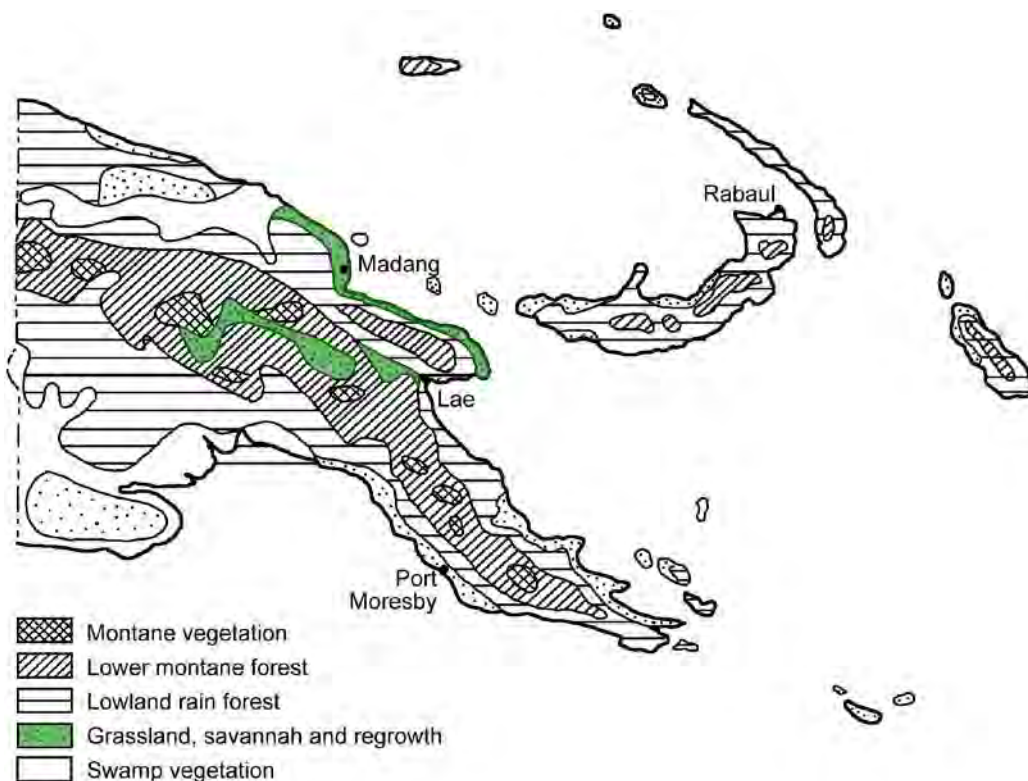 Rabaul
Madang
Lae
Port
Moresby
Montane vegetation
Lower montane forest
Lowland rain forest
Grassland, savannah and regrowth
Swamp vegetation